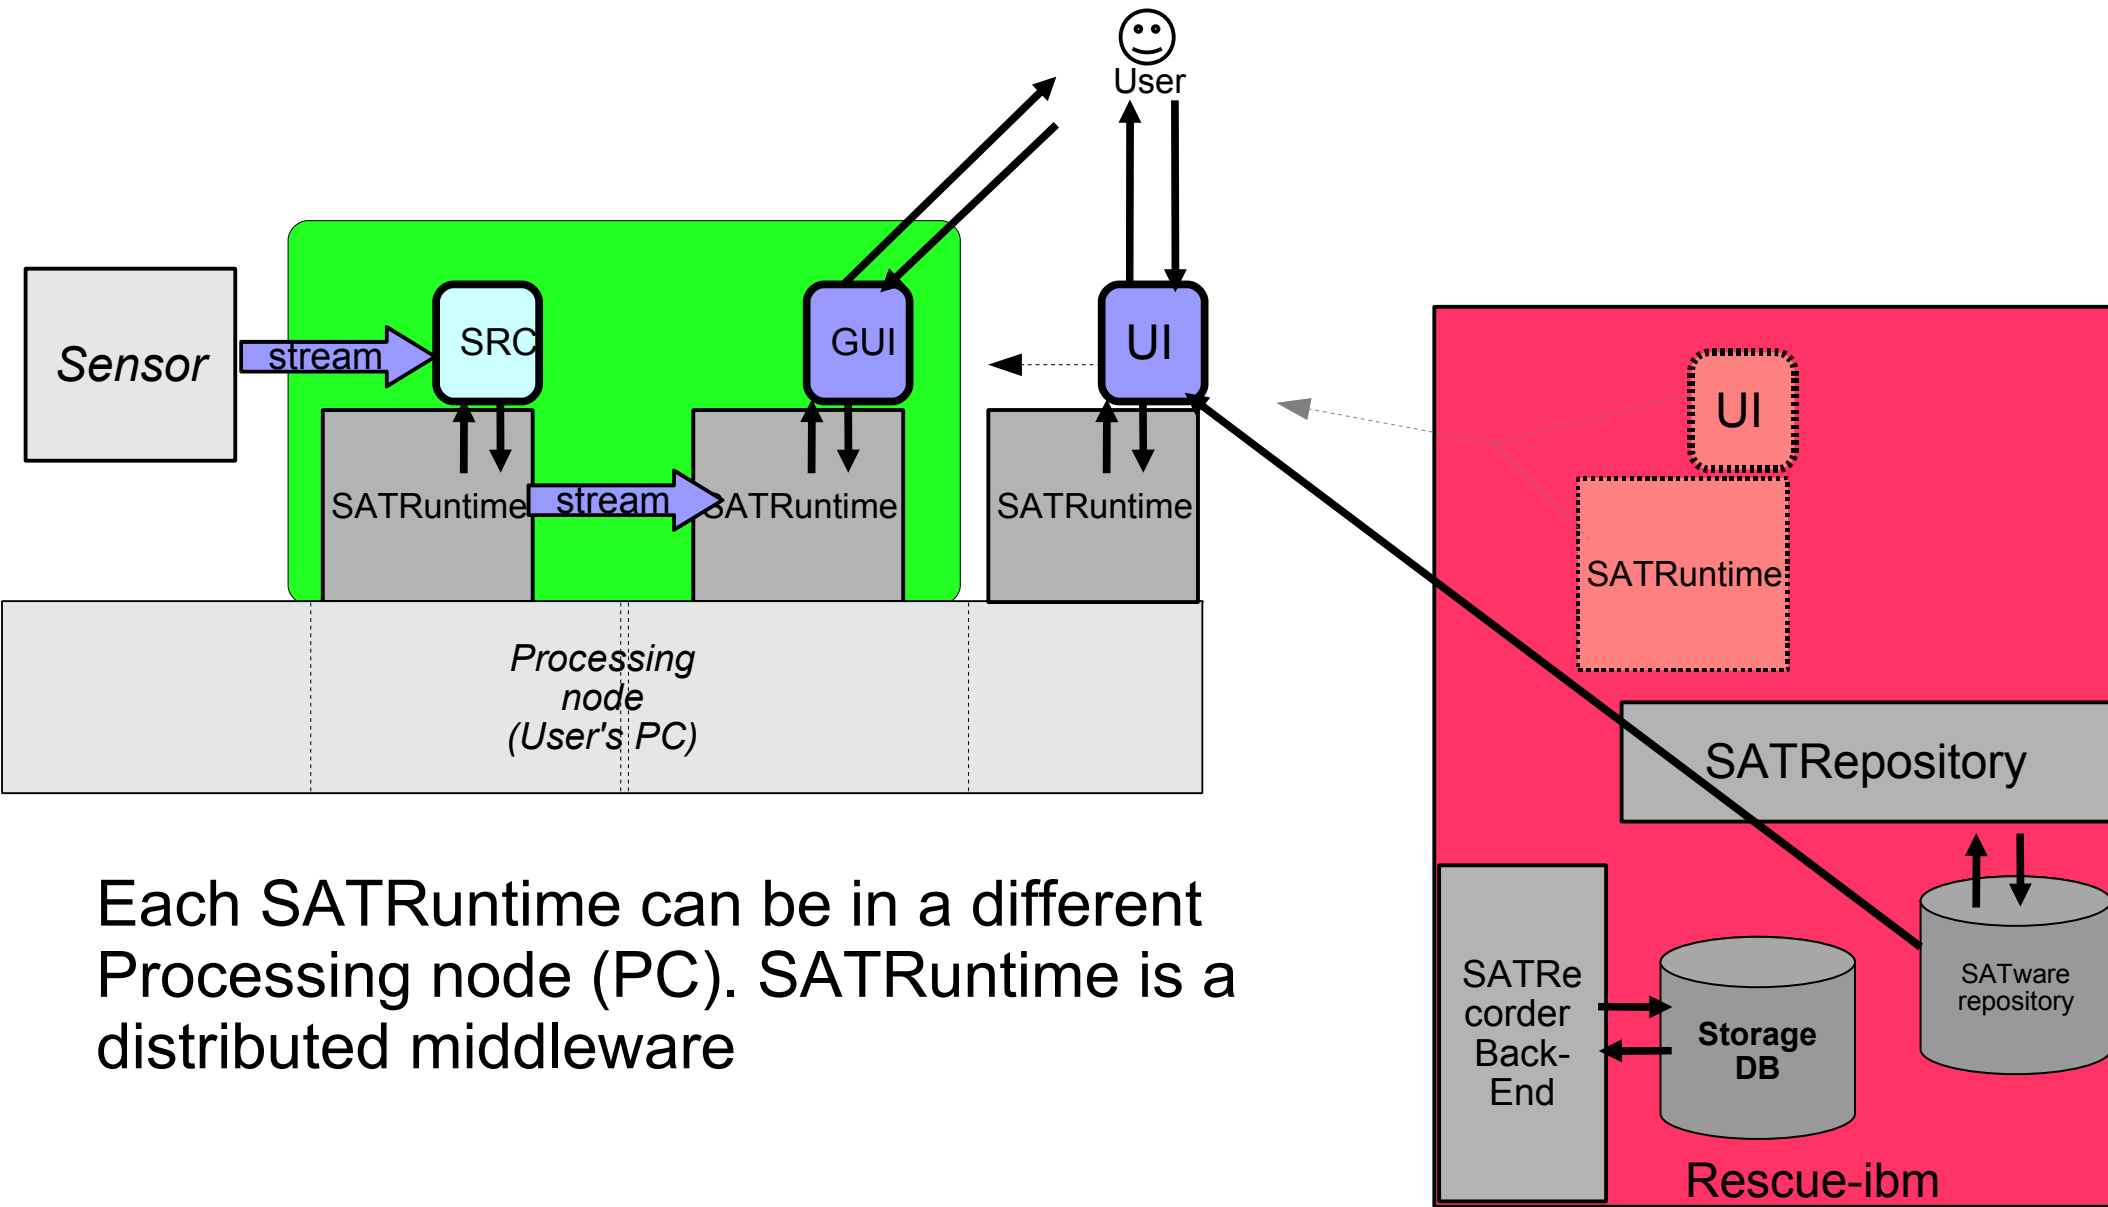 User
Sensor
stream
SRC
GUI
UI
UI
SATRuntime
stream
SATRuntime
SATRuntime
SATRuntime
Processing
node
(User's PC)
SATRepository
Each SATRuntime can be in a different
Processing node (PC). SATRuntime is a
distributed middleware
SATRe
corder
Back-
End
Storage
DB
SATware
repository
Rescue-ibm